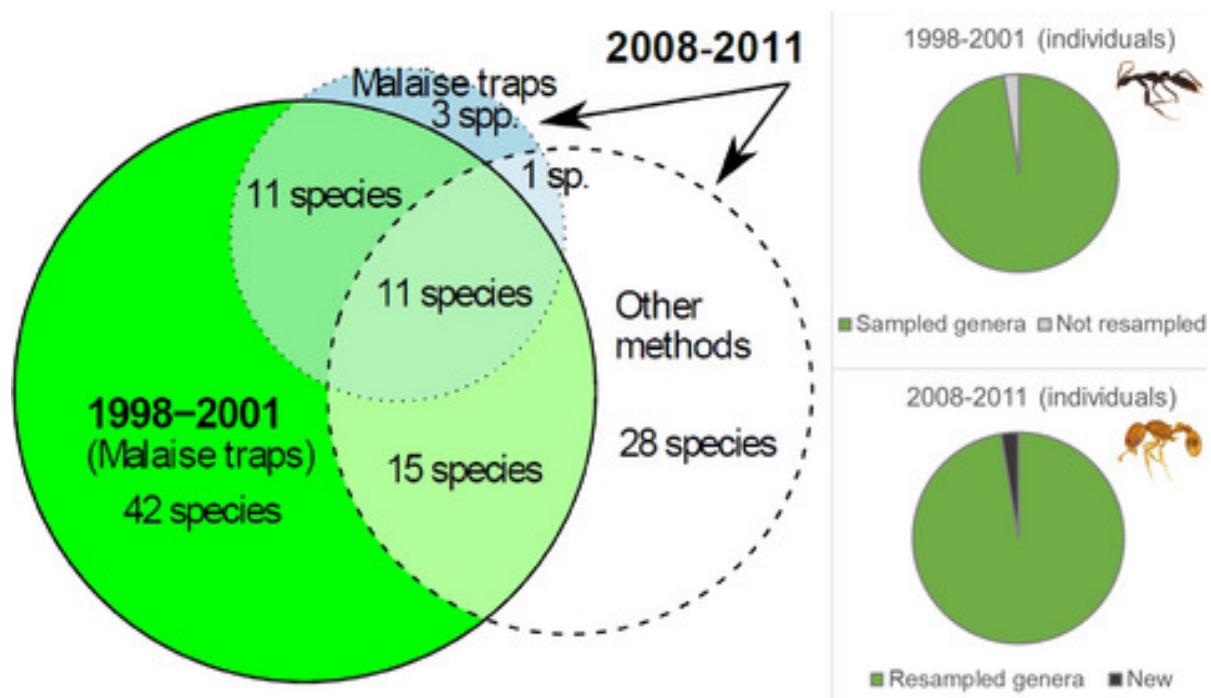 2008-2011
Malaise traps
3 spp.
1 sp.
11 species
11 species
Other
methods
1998–2001
(Malaise traps)
42 species
15 species
28 species
1998-2001 (individuals)
Sampled genera Not resampled
2008-2011 (individuals)
Resampled genera New